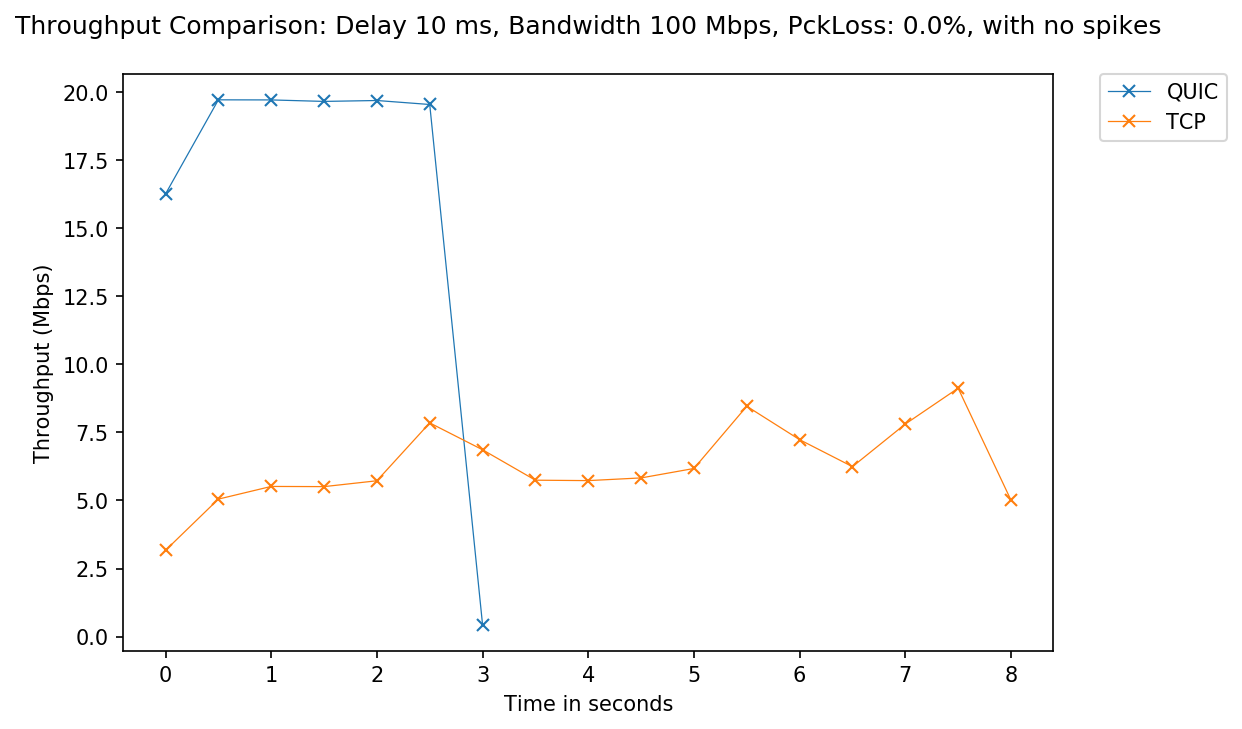 Throughput Comparison: Delay 10 ms, Bandwidth 100 Mbps, PckLoss: 0.0%, with no spikes
QUIC
TCP
Throughput (Mbps)
20.0
17.5
15.0
12.5
10.0
7.5
5.0
2.5
0.0
0 1 2 3 4 5 6 7 8
Time in seconds